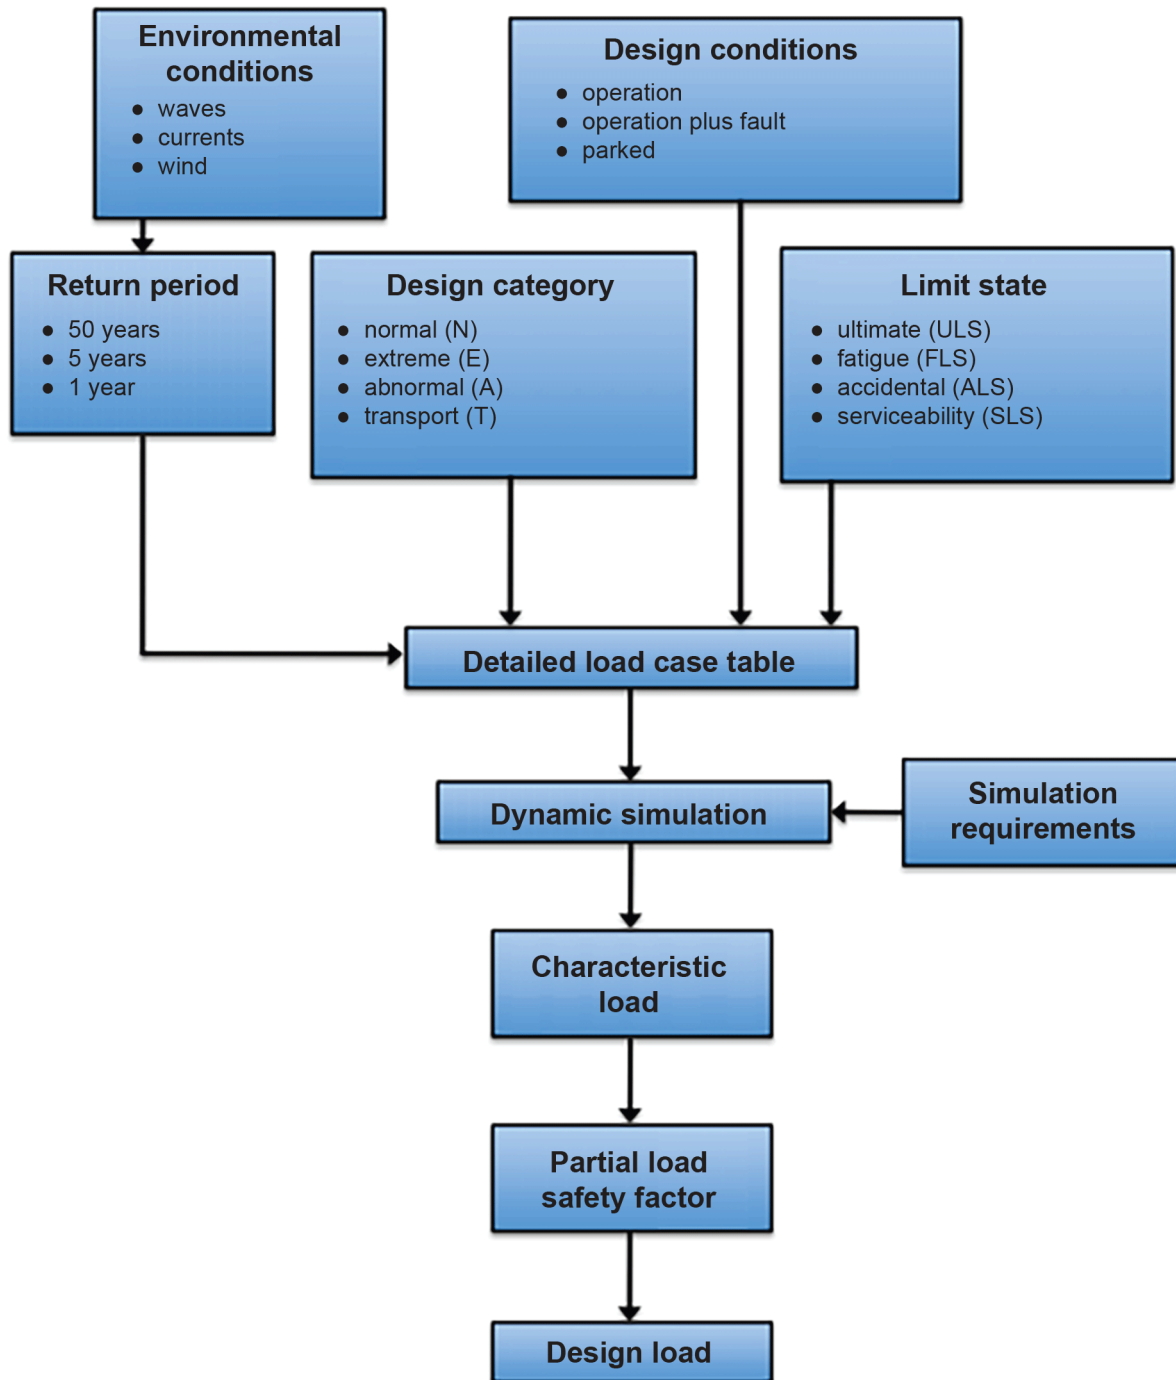 Environmental
conditions
● waves
● currents
● wind
Design conditions
● operation
● operation plus fault
● parked
Return period
● 50 years
● 5 years
● 1 year
Design category
● normal (N)
● extreme (E)
● abnormal (A)
● transport (T)
Limit state
● ultimate (ULS)
● fatigue (FLS)
● accidental (ALS)
● serviceability (SLS)
Detailed load case table
Dynamic simulation
Simulation
requirements
Characteristic
load
Partial load
safety factor
Design load